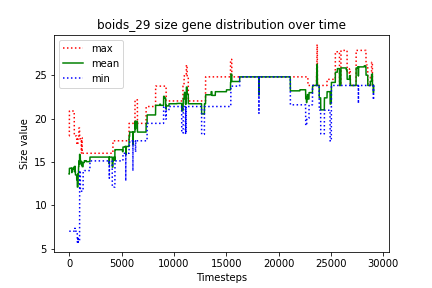 boids_29 size gene distribution over time
max
mean
min
Size value
25
20
15
10
5
0 5000 10000 15000 20000 25000 30000
Timesteps